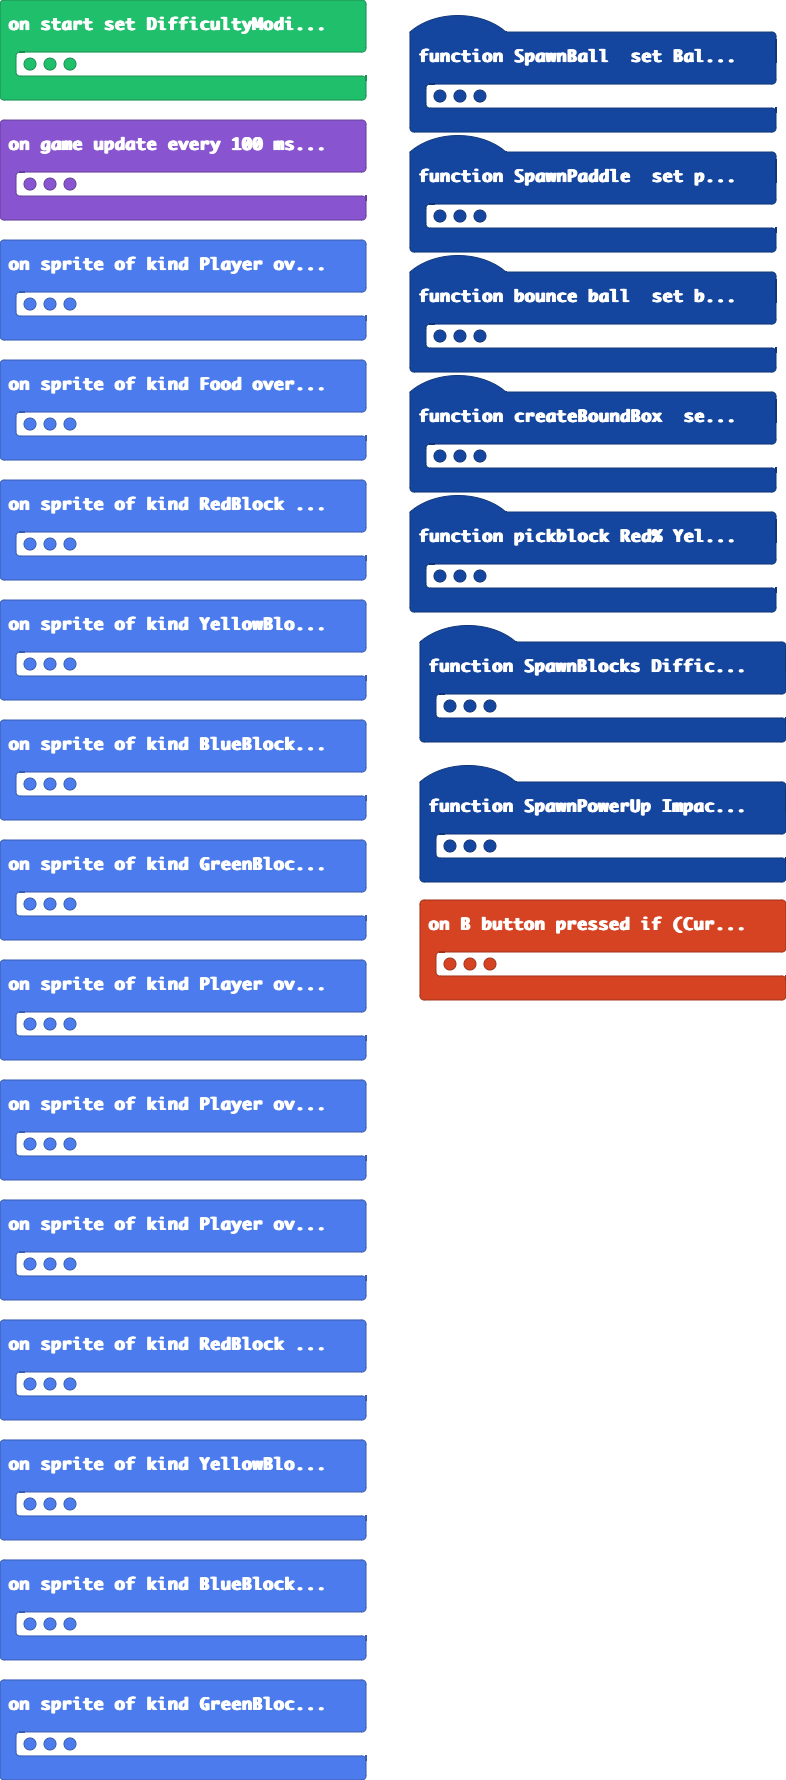 on start set DifficultyModi...
on game update every 100 ms...
on sprite of kind Player ov...
on sprite of kind Food over...
on sprite of kind RedBlock ...
on sprite of kind YellowBlo...
on sprite of kind BlueBlock...
on sprite of kind GreenBloc...
on sprite of kind Player ov...
on sprite of kind Player ov...
on sprite of kind Player ov...
on sprite of kind RedBlock ...
on sprite of kind YellowBlo...
on sprite of kind BlueBlock...
on sprite of kind GreenBloc...
function SpawnBall  set Bal...
function SpawnPaddle  set p...
function bounce ball  set b...
function createBoundBox  se...
function pickblock Red% Yel...
function SpawnBlocks Diffic...
function SpawnPowerUp Impac...
on B button pressed if (Cur...